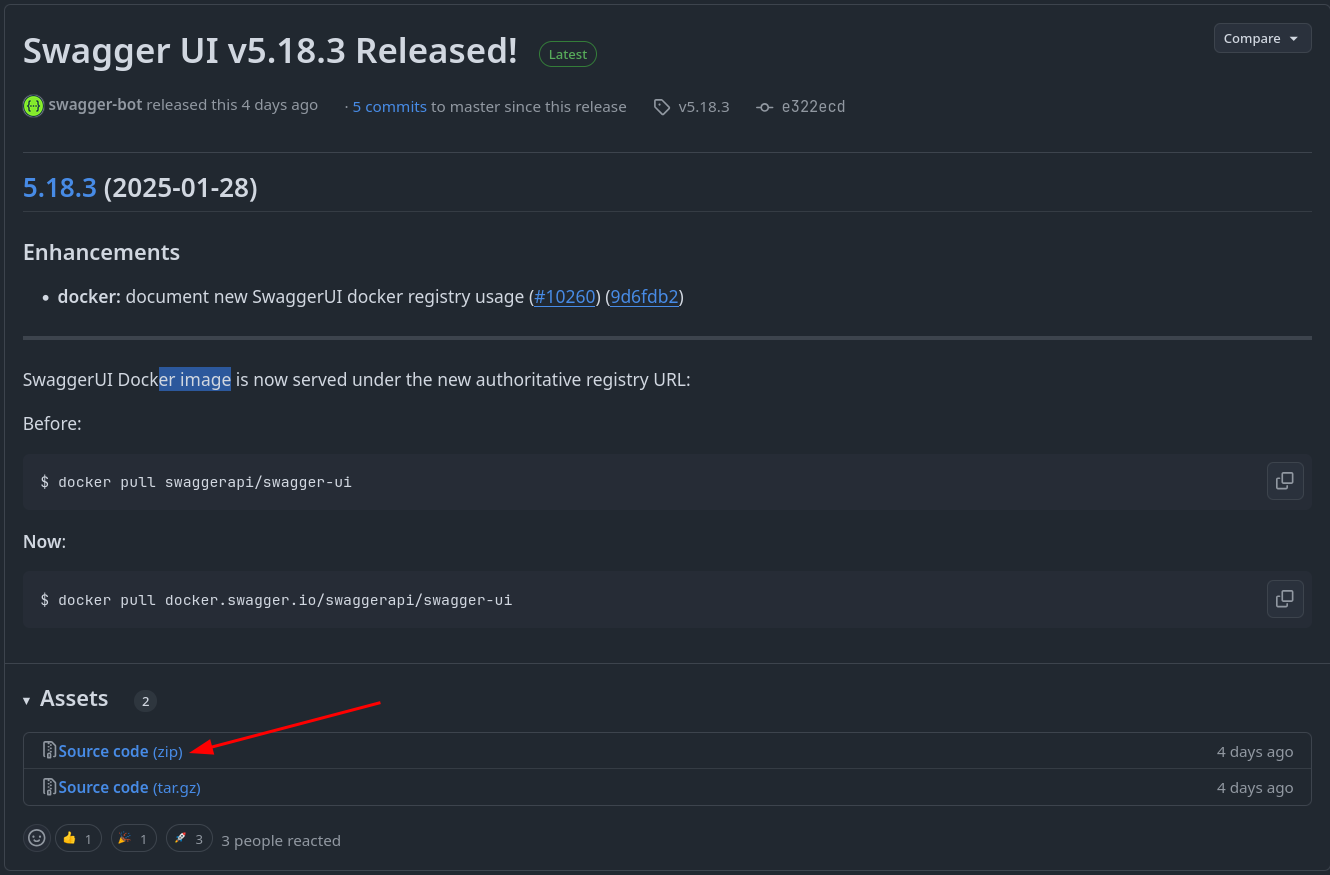 Swagger UI v5.18.3 Released! Latest Compare
swagger-bot released this 4 days ago · 5 commits to master since this release v5.18.3 e322ecd
5.18.3 (2025-01-28)
Enhancements
• docker: document new SwaggerUI docker registry usage (#10260) (9d6fdb2)
SwaggerUI Docker image is now served under the new authoritative registry URL:
Before:
$ docker pull swaggerapi/swagger-ui
Now:
$ docker pull docker.swagger.io/swaggerapi/swagger-ui
Assets 2
Source code (zip) 4 days ago
Source code (tar.gz) 4 days ago
1 1 3 3 people reacted